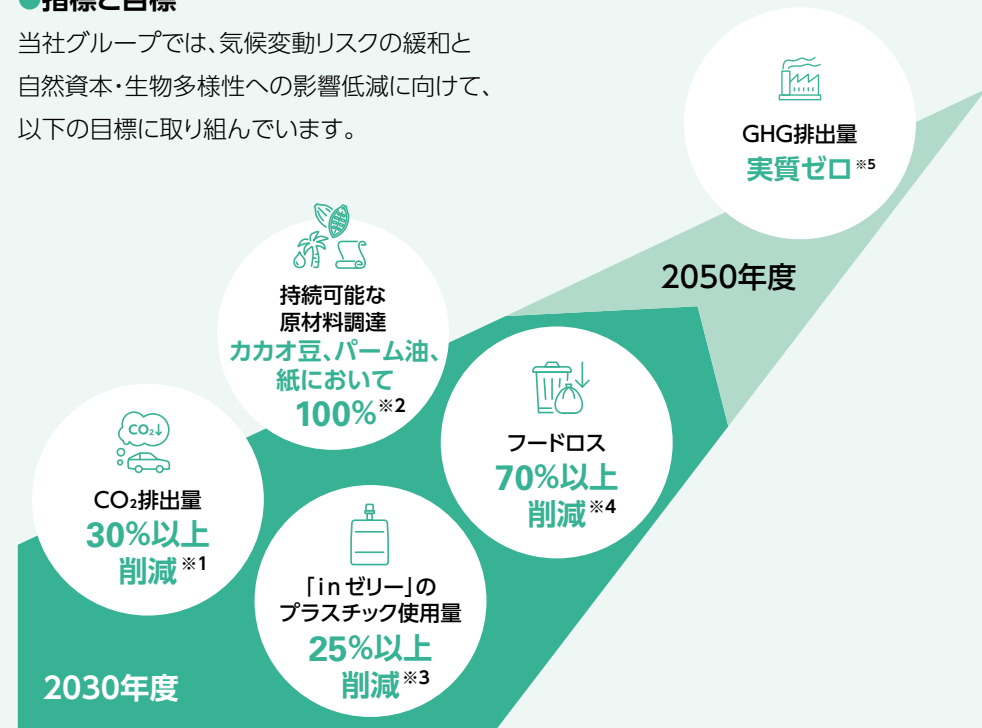 ●指標と目標
当社グループでは、気候変動リスクの緩和と
自然資本・生物多様性への影響低減に向けて、
以下の目標に取り組んでいます。
GHG排出量
実質ゼロ※5
2050年度
持続可能な
原材料調達
カカオ豆、パーム油、
紙において
100%※2
フードロス
70%以上
削減※4
CO₂↓
CO₂排出量
30%以上
削減※1
「inゼリー」の
プラスチック使用量
25%以上
削減※3
2030年度